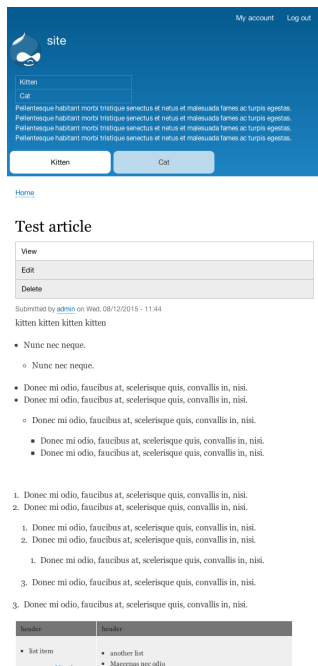 My account Log out
site
Kitten
Cat
Pellentesque habitant morbi tristique senectus et netus et malesuada fames ac turpis egestas.
Pellentesque habitant morbi tristique senectus et netus et malesuada fames ac turpis egestas.
Pellentesque habitant morbi tristique senectus et netus et malesuada fames ac turpis egestas.
Pellentesque habitant morbi tristique senectus et netus et malesuada fames ac turpis egestas.
Kitten Cat
Home
Test article
View
Edit
Delete
Submitted by admin on Wed, 08/12/2015 - 11:44
kitten kitten kitten kitten
Nunc nec neque.
Nunc nec neque.
Donec mi odio, faucibus at, scelerisque quis, convallis in, nisi.
Donec mi odio, faucibus at, scelerisque quis, convallis in, nisi.
Donec mi odio, faucibus at, scelerisque quis, convallis in, nisi.
Donec mi odio, faucibus at, scelerisque quis, convallis in, nisi.
Donec mi odio, faucibus at, scelerisque quis, convallis in, nisi.
1. Donec mi odio, faucibus at, scelerisque quis, convallis in, nisi.
2. Donec mi odio, faucibus at, scelerisque quis, convallis in, nisi.
1. Donec mi odio, faucibus at, scelerisque quis, convallis in, nisi.
2. Donec mi odio, faucibus at, scelerisque quis, convallis in, nisi.
1. Donec mi odio, faucibus at, scelerisque quis, convallis in, nisi.
3. Donec mi odio, faucibus at, scelerisque quis, convallis in, nisi.
3. Donec mi odio, faucibus at, scelerisque quis, convallis in, nisi.
header header
list item
another list
Maecenas nec odio